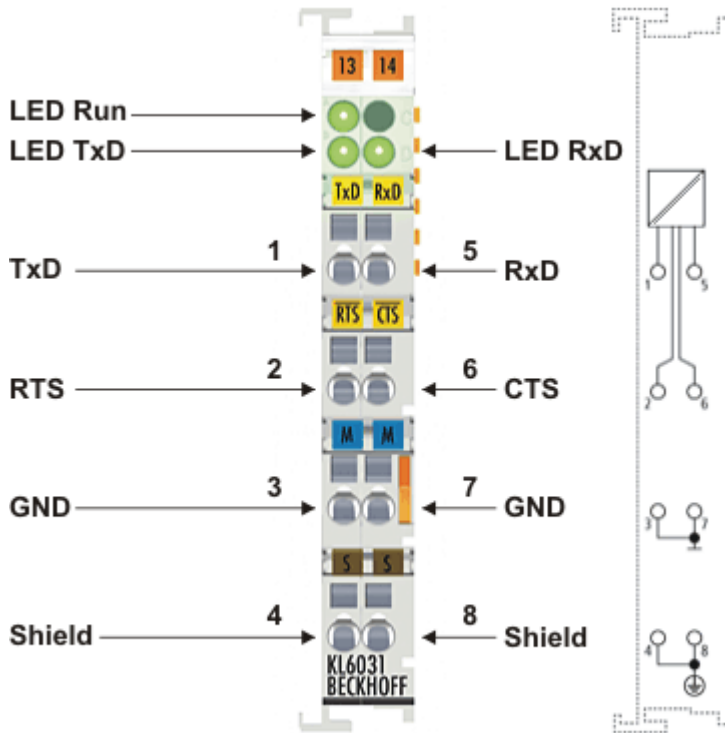 13 14
LED Run
LED TxD
LED RxD
TxD RxD
TxD 1 5 RxD
1 5
RTS CTS
RTS 2 6 CTS
2 6
M M
GND 3 7 GND
3 7
S S
Shield 4 8 Shield
4 8
KL6031
BECKHOFF